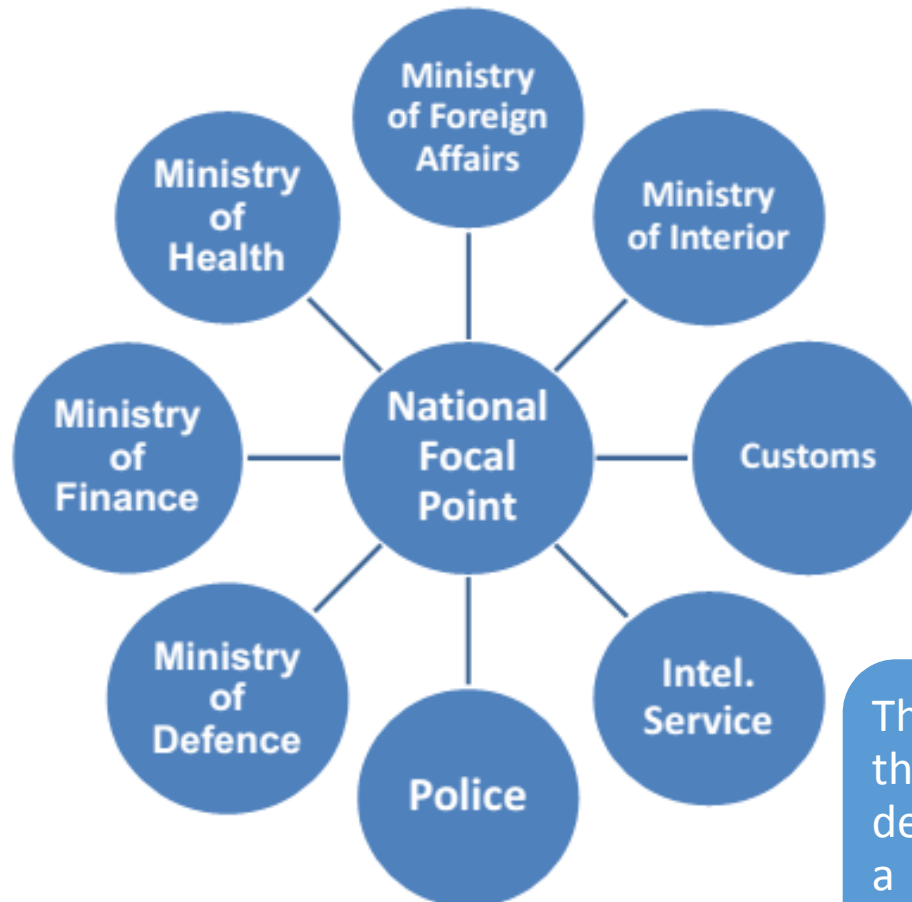 Ministry
of Foreign
Affairs
Ministry
of
Health
Ministry
of Interior
National
Focal
Point
Ministry
of
Finance
Customs
Ministry
of
Defence
Intel.
Service
Police
a